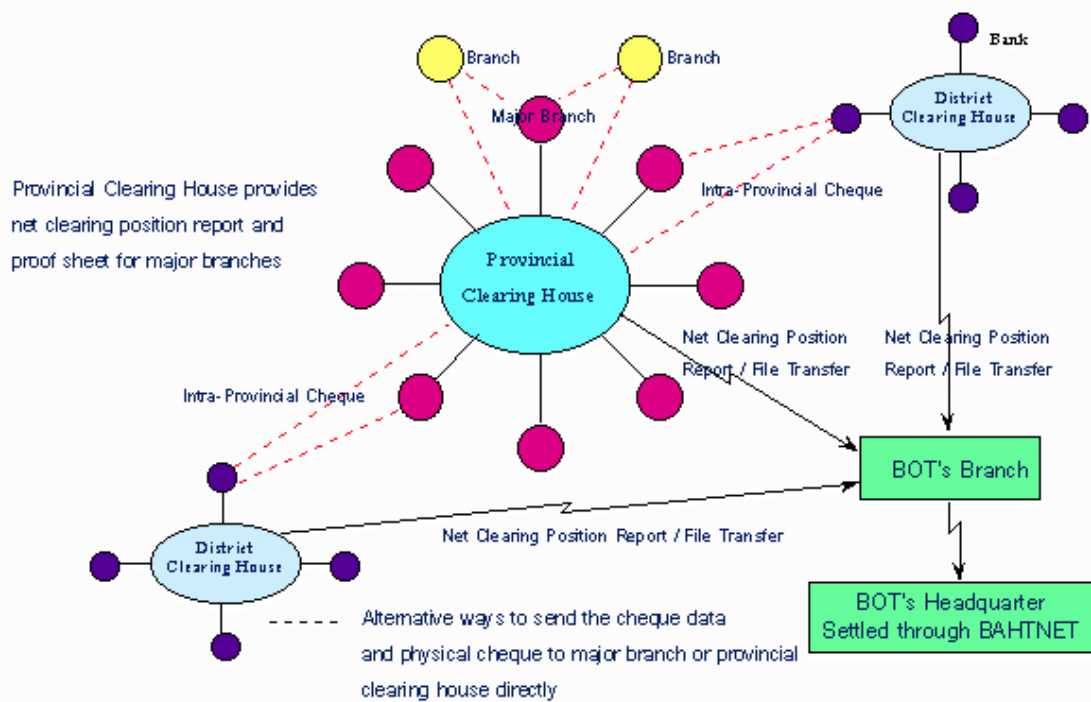 Branch
Branch
Bank
Major Branch
District
Clearing House
Provincial Clearing House provides
net clearing position report and
proof sheet for major branches
Intra-Provincial Cheque
Provincial
Clearing House
Net Clearing Position
Report / File Transfer
Net Clearing Position
Report / File Transfer
Intra-Provincial Cheque
BOT's Branch
Net Clearing Position Report / File Transfer
District
Clearing House
BOT's Headquarter
Settled through BAHTNET
Alternative ways to send the cheque data
and physical cheque to major branch or provincial
clearing house directly